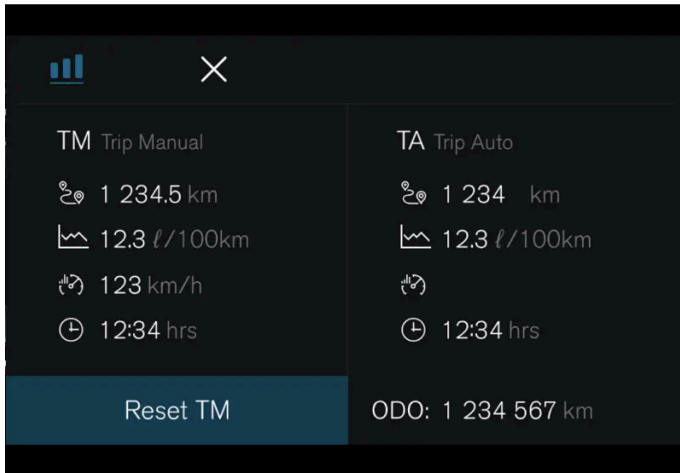 TM Trip Manual
1 234.5 km
12.3 ℓ/100km
123 km/h
12:34 hrs
Reset TM
TA Trip Auto
1 234 km
12.3 ℓ/100km
12:34 hrs
ODO: 1 234 567 km